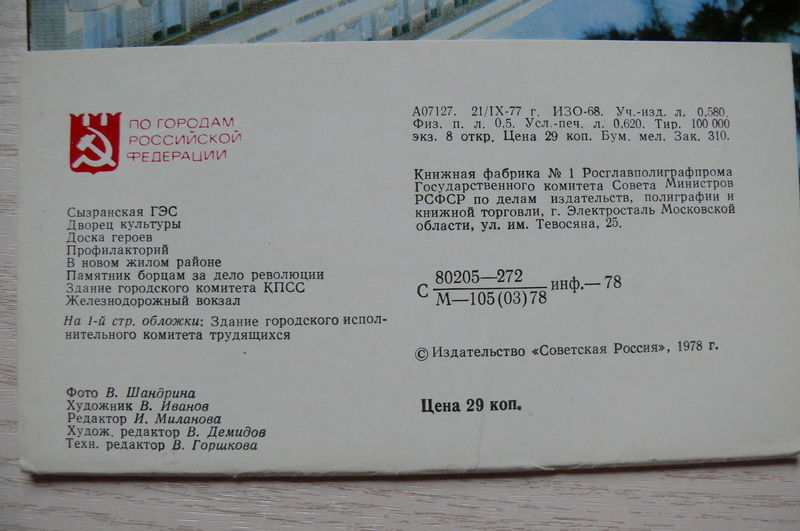 ПО ГОРОДАМ
РОССИЙСКОЙ
ФЕДЕРАЦИИ
Сызранская ГЭС
Дворец культуры
Доска героев
Профилакторий
В новом жилом районе
Памятник борцам за дело революции
Здание городского комитета КПСС
Железнодорожный вокзал
На 1-й стр. обложки: Здание городского испол-
нительного комитета трудящихся
Фото В. Шандрина
Художник В. Иванов
Редактор И. Миланова
Худож. редактор В. Демидов
Техн. редактор В. Горшкова
А07127. 21/IX-77 г. ИЗО-68. Уч.-изд. л. 0,580.
Физ. п. л. 0,5. Усл.-печ. л. 0,620. Тир. 100 000
экз. 8 откр. Цена 29 коп. Бум. мел. Зак. 310.
Книжная фабрика № 1 Росглавполиграфпрома
Государственного комитета Совета Министров
РСФСР по делам издательств, полиграфии и
книжной торговли, г. Электросталь Московской
области, ул. им. Тевосяна, 25.
С 80205—272 инф.— 78
М—105(03)78
© Издательство «Советская Россия», 1978 г.
Цена 29 коп.